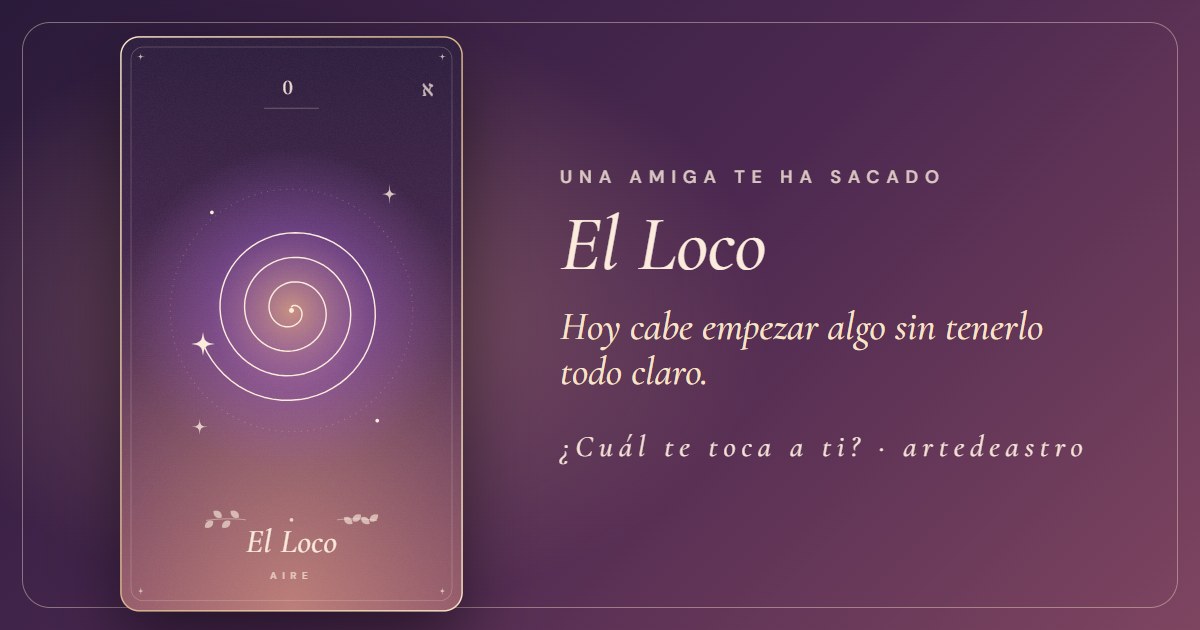 0
א
El Loco
AIRE
UNA AMIGA TE HA SACADO
El Loco
Hoy cabe empezar algo sin tenerlo
todo claro.
¿Cuál te toca a ti? · artedeastro